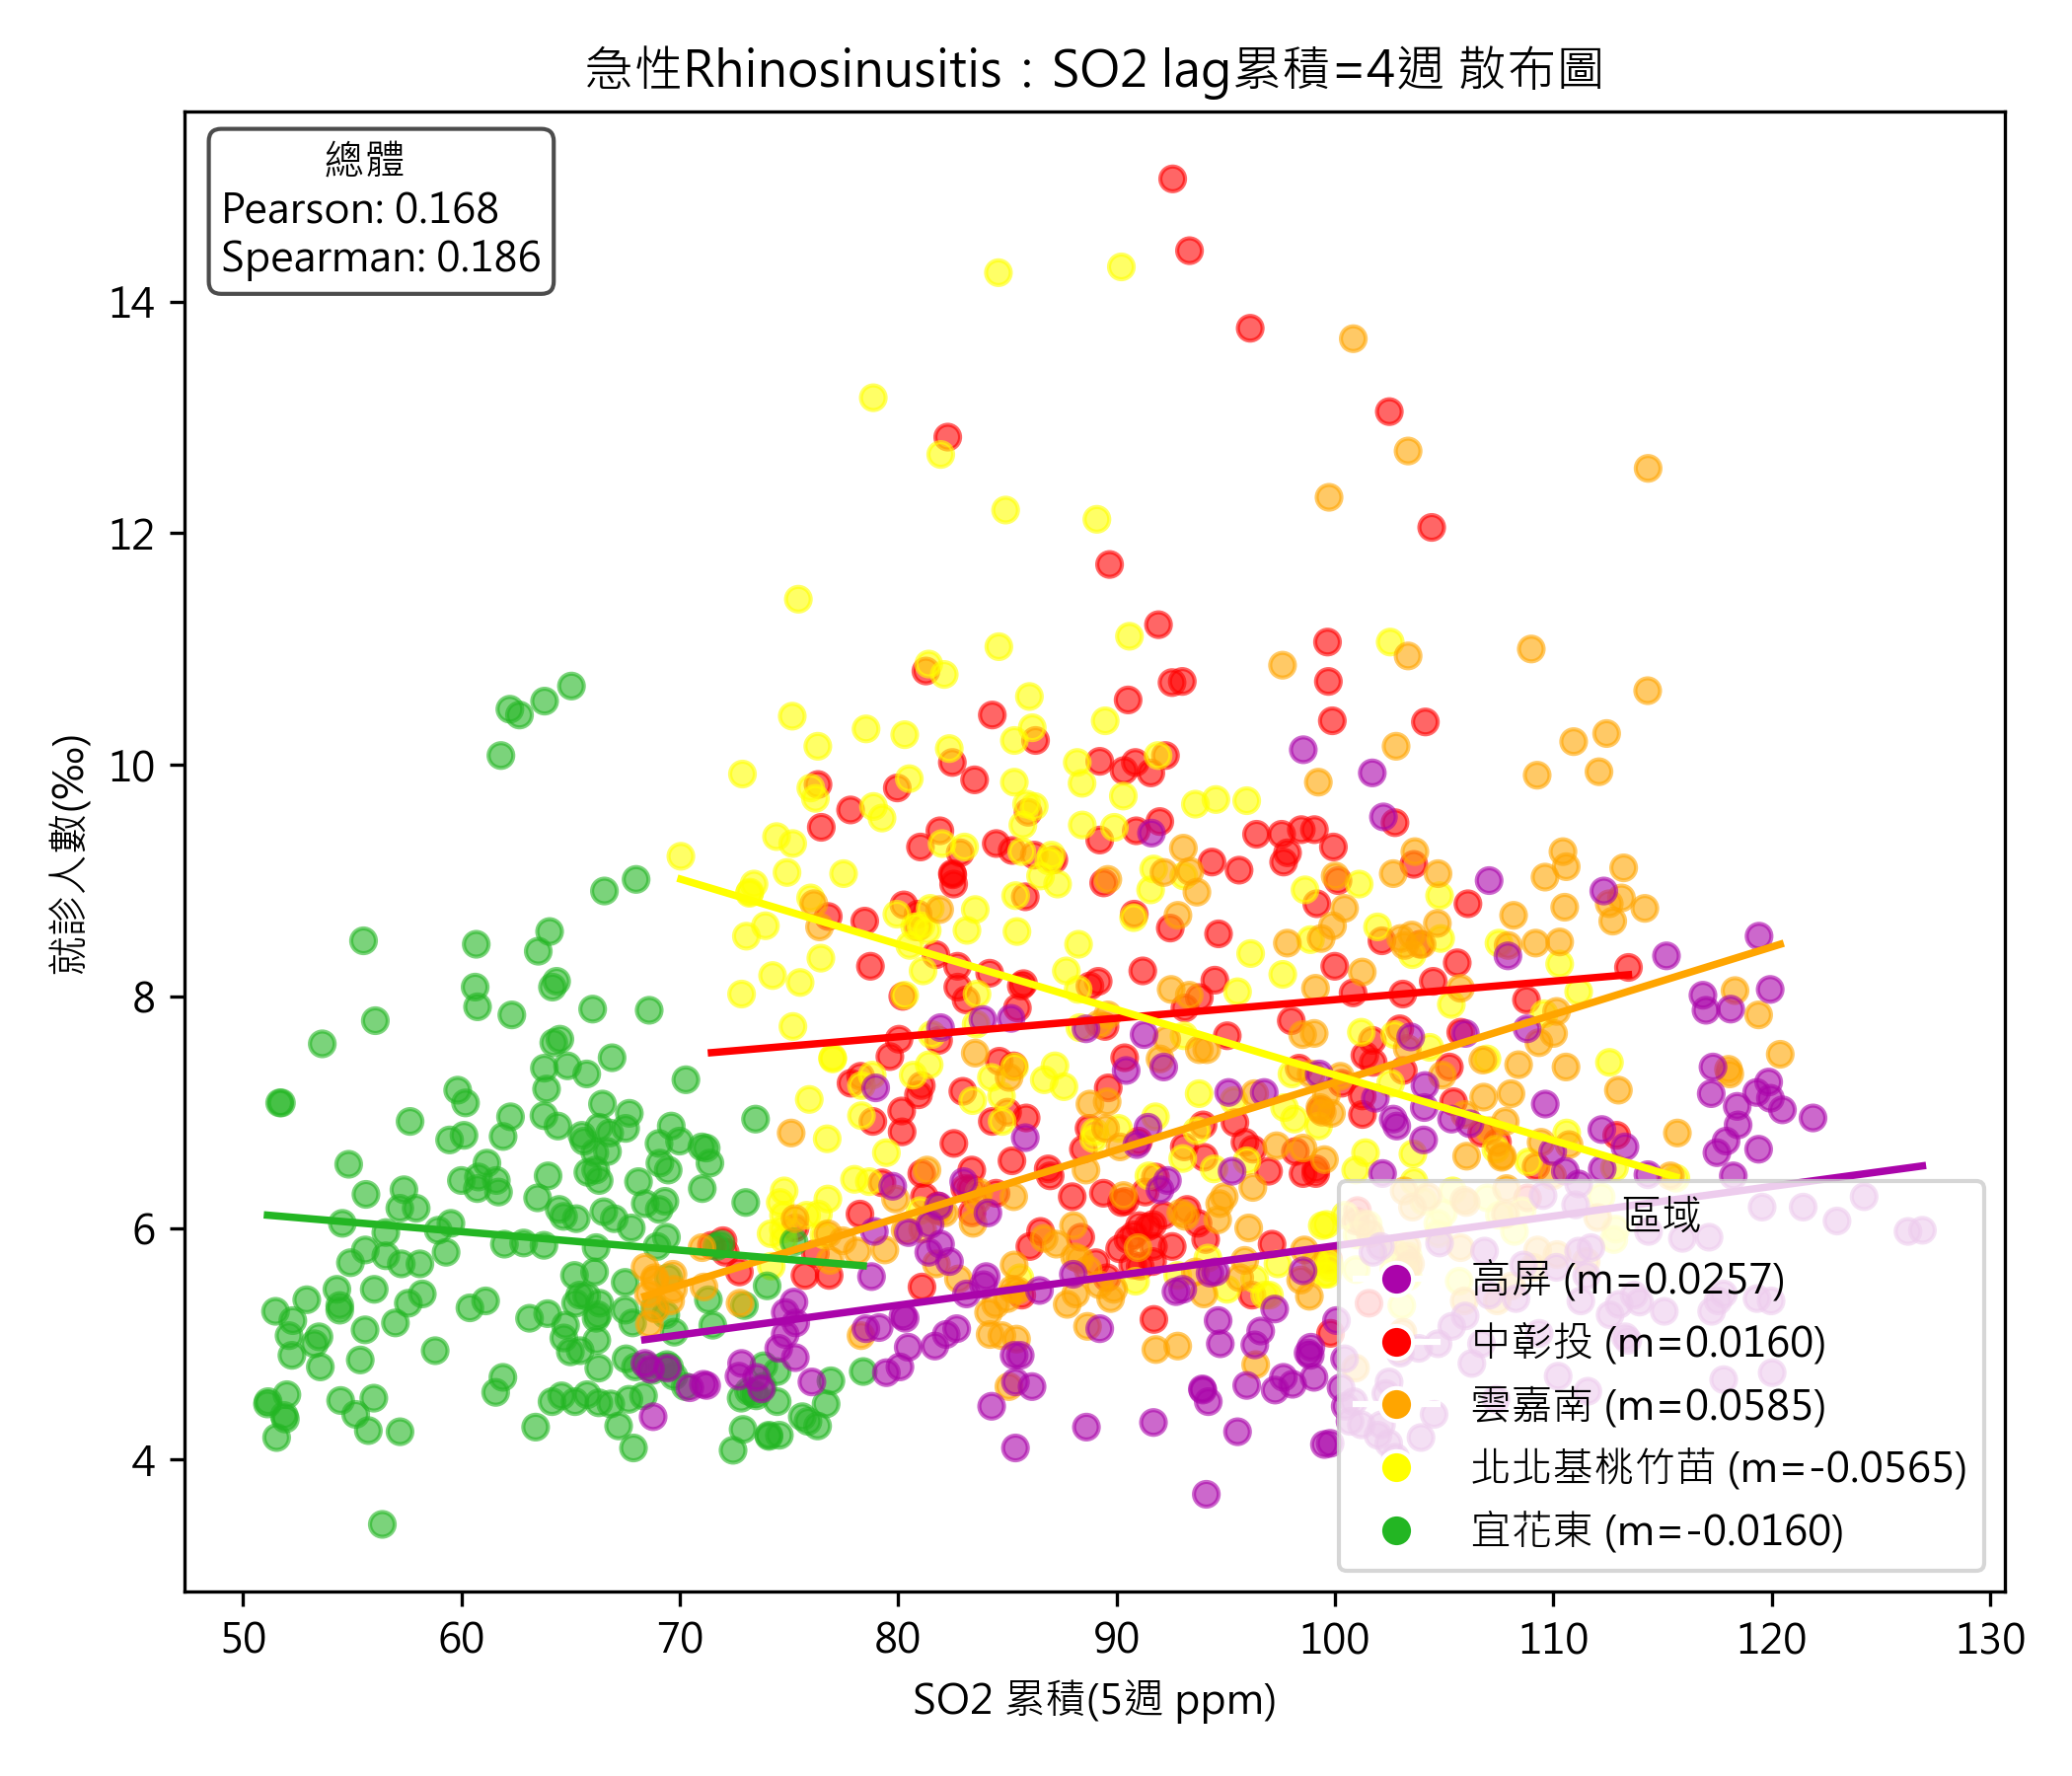 急性Rhinosinusitis：SO2 lag累積=4週 散布圖
總體
Pearson: 0.168
Spearman: 0.186
就診人數(‰)
14
12
10
8
6
4
區域
高屏 (m=0.0257)
中彰投 (m=0.0160)
雲嘉南 (m=0.0585)
北北基桃竹苗 (m=-0.0565)
宜花東 (m=-0.0160)
50 60 70 80 90 100 110 120 130
SO2 累積(5週 ppm)